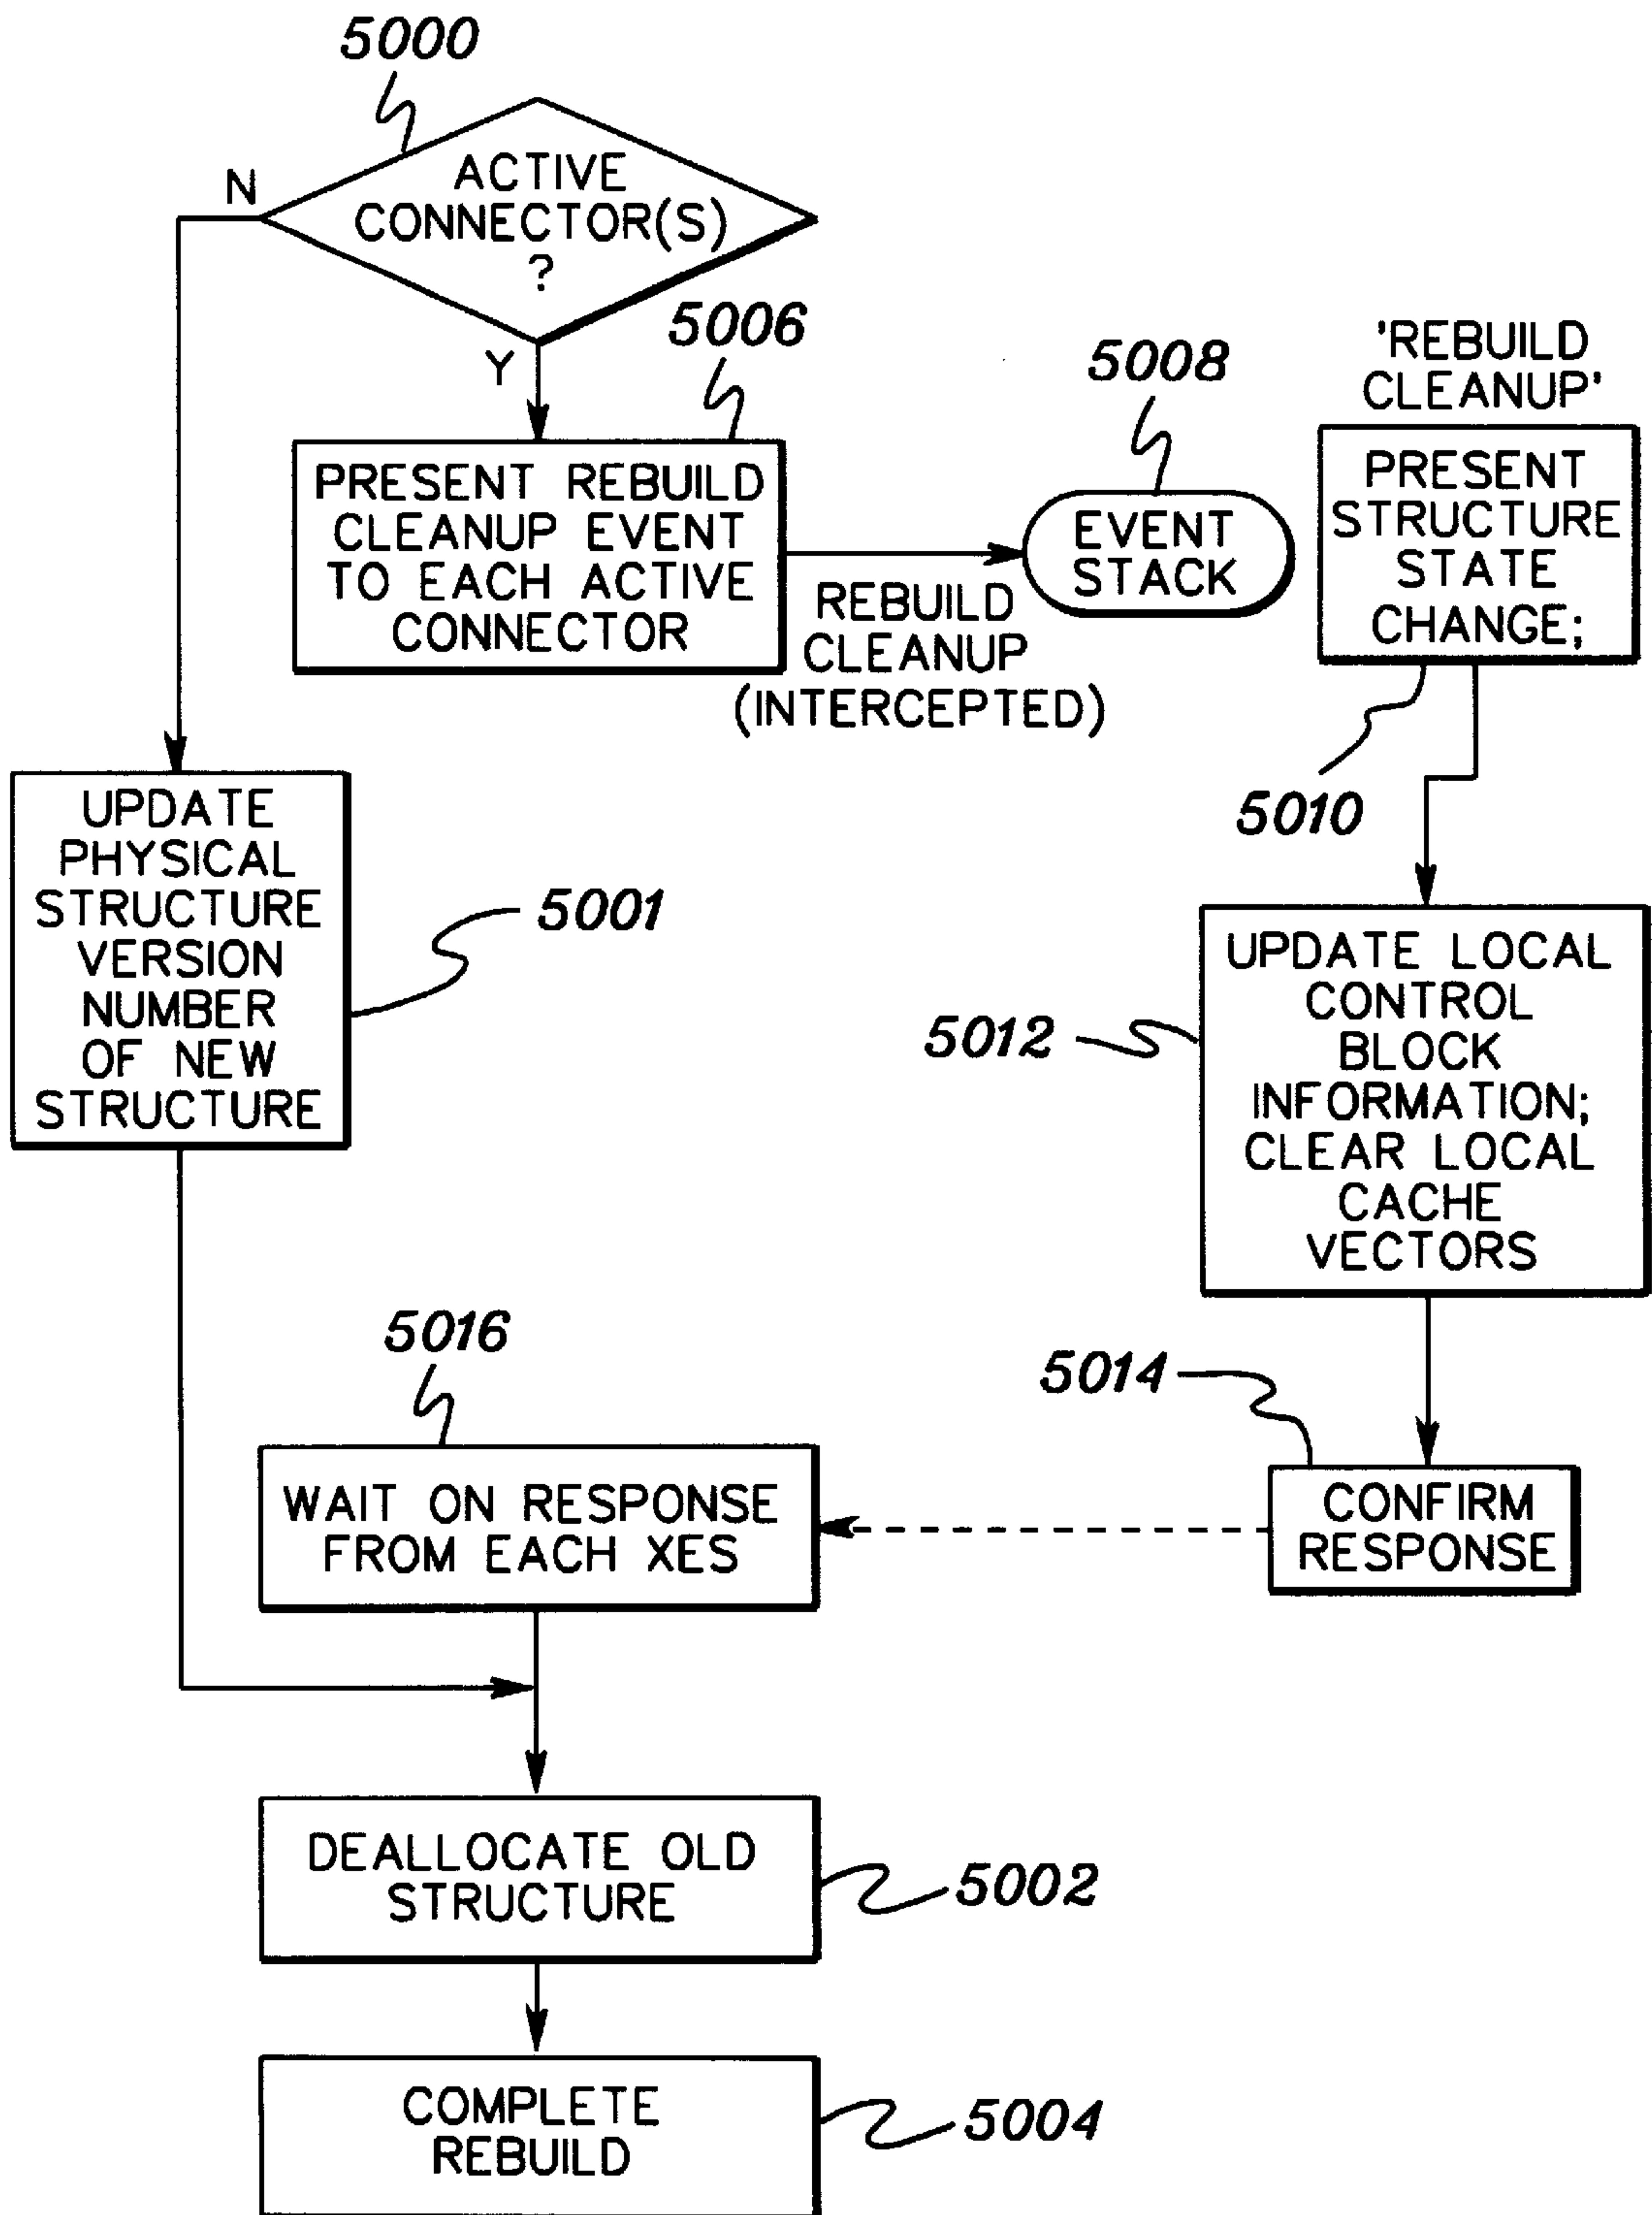 5000
ACTIVE
CONNECTOR(S)
?
N
Y
5006
PRESENT REBUILD
CLEANUP EVENT
TO EACH ACTIVE
CONNECTOR
5008
EVENT
STACK
REBUILD
CLEANUP
(INTERCEPTED)
'REBUILD
CLEANUP'
PRESENT
STRUCTURE
STATE
CHANGE;
5010
UPDATE
PHYSICAL
STRUCTURE
VERSION
NUMBER
OF NEW
STRUCTURE
5001
5012
UPDATE LOCAL
CONTROL
BLOCK
INFORMATION;
CLEAR LOCAL
CACHE
VECTORS
5016
5014
WAIT ON RESPONSE
FROM EACH XES
CONFIRM
RESPONSE
DEALLOCATE OLD
STRUCTURE
5002
COMPLETE
REBUILD
5004